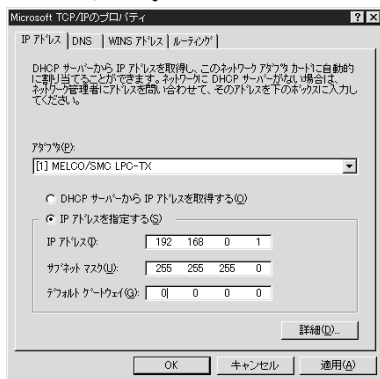 Microsoft TCP/IPのプロパティ
IP アドレス DNS WINS アドレス ルーティング
DHCP サーバーから IP アドレスを取得し、このネットワーク アダプタ カードに自動的
に割り当てることができます。ネットワークに DHCP サーバーがない場合は、
ネットワーク管理者にアドレスを問い合わせて、そのアドレスを下のボックスに入力し
てください。
アダプタ(P):
[1] MELCO/SMC LPC-TX
DHCP サーバーから IP アドレスを取得する(O)
IP アドレスを指定する(S)
IP アドレス(I): 192 168 0 1
サブネット マスク(U): 255 255 255 0
デフォルト ゲートウェイ(G): 0 0 0 0
詳細(D)...
OK キャンセル 適用(A)